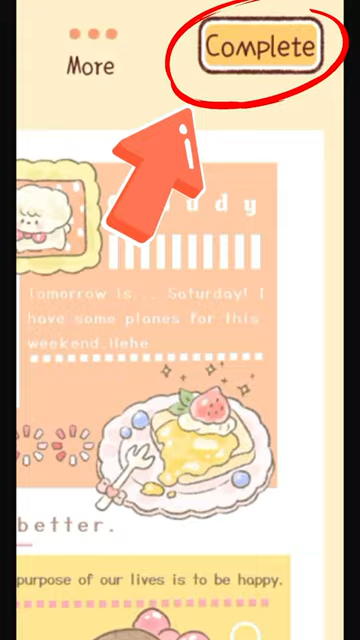 Complete
More
udy
Tomorrow is... Saturday! I
have some planes for this
weekend.Hehe
better.
purpose of our lives is to be happy.